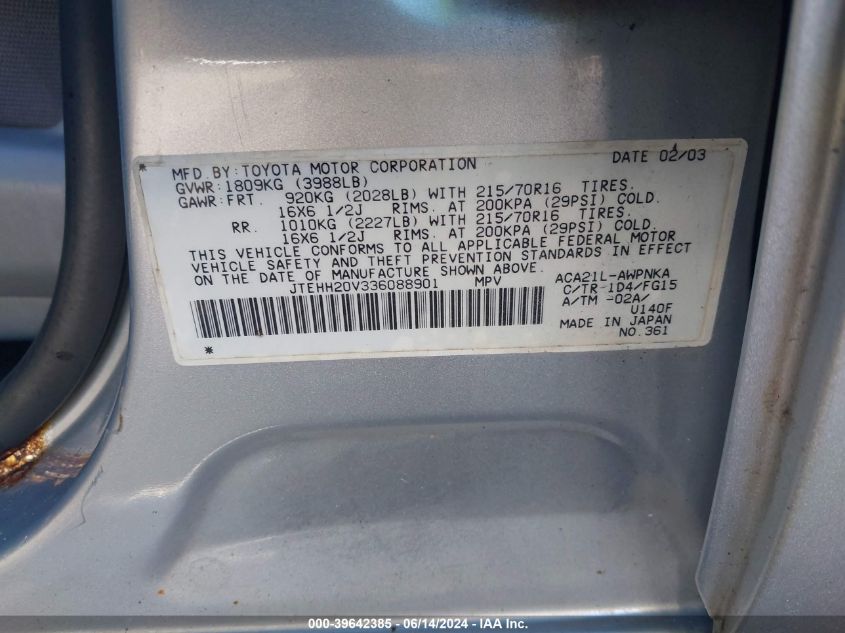 MFD.BY:TOYOTA MOTOR CORPORATION DATE 02/03
GVWR:1809KG (3988LB)
GAWR:FRT. 920KG (2028LB) WITH 215/70R16 TIRES.
16X6 1/2J RIMS. AT 200KPA (29PSI) COLD.
RR. 1010KG (2227LB) WITH 215/70R16 TIRES.
16X6 1/2J RIMS. AT 200KPA (29PSI) COLD.
THIS VEHICLE CONFORMS TO ALL APPLICABLE FEDERAL MOTOR
VEHICLE SAFETY AND THEFT PREVENTION STANDARDS IN EFFECT
ON THE DATE OF MANUFACTURE SHOWN ABOVE.
JTEHH20V336088901 MPV ACA21L-AWPNKA
C/TR-1D4/FG15
A/TM -02A/
U140F
MADE IN JAPAN
NO.361
000-39642385 - 06/14/2024 - IAA Inc.